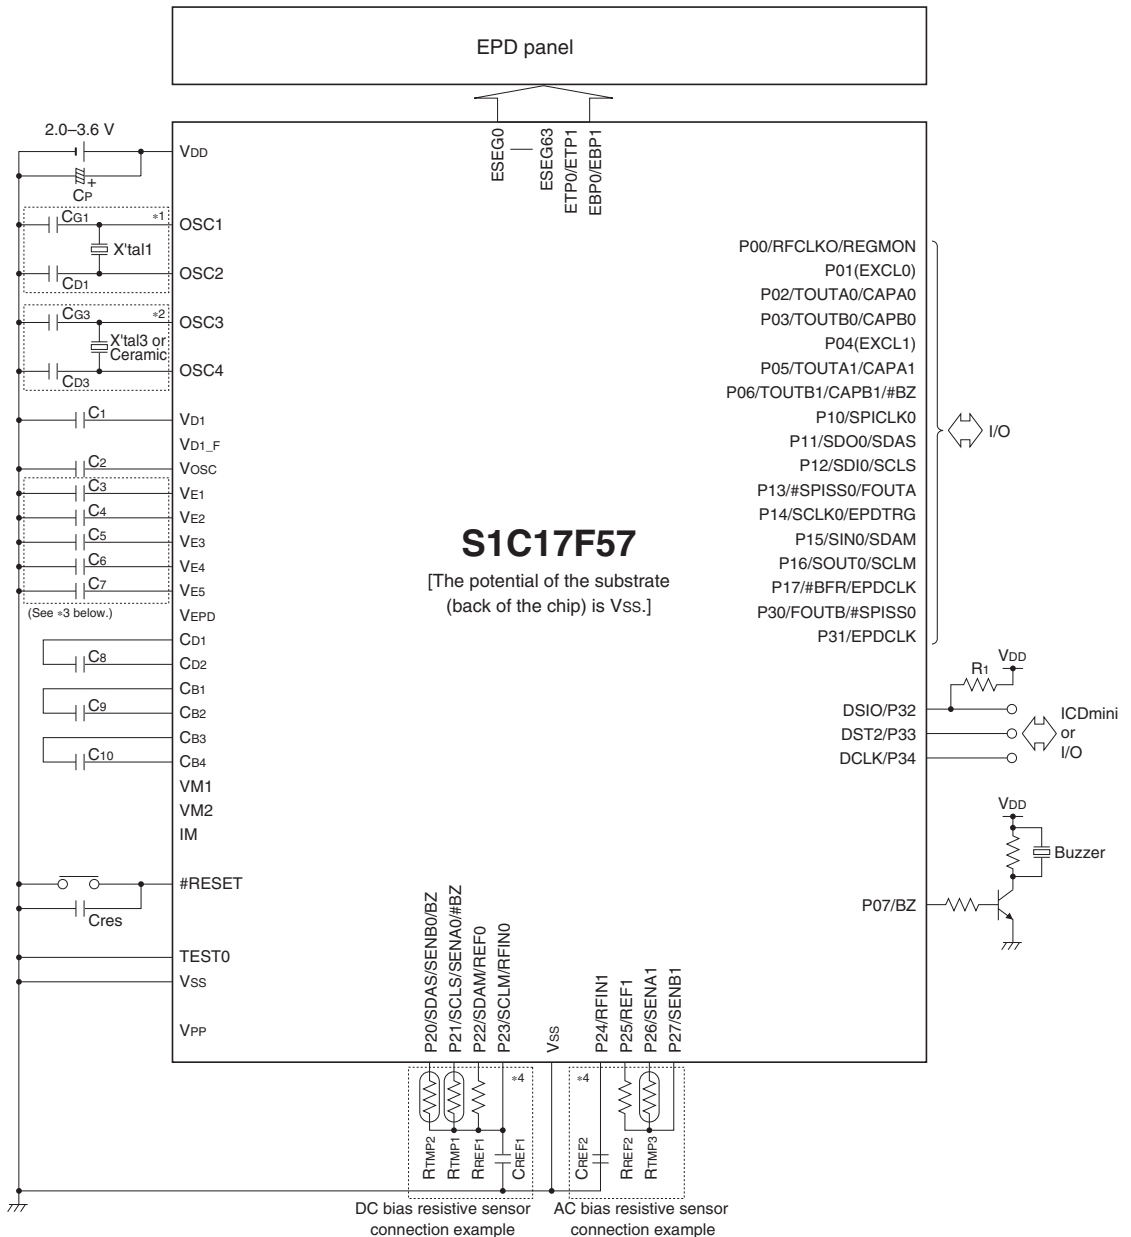 EPD panel
2.0–3.6 V
VDD
CP
+
ESEG0
ESEG63
ETP0/ETP1
EBP0/EBP1
CG1
*1
OSC1
X'tal1
OSC2
CD1
CG3
*2
OSC3
X'tal3 or
Ceramic
OSC4
CD3
C1
VD1
VD1_F
C2
VOSC
C3
VE1
C4
VE2
C5
VE3
C6
VE4
C7
VE5
(See *3 below.)
VEPD
CD1
C8
CD2
CB1
C9
CB2
CB3
C10
CB4
VM1
VM2
IM
#RESET
Cres
TEST0
VSS
VPP
S1C17F57
[The potential of the substrate
(back of the chip) is VSS.]
P00/RFCLKO/REGMON
P01(EXCL0)
P02/TOUTA0/CAPA0
P03/TOUTB0/CAPB0
P04(EXCL1)
P05/TOUTA1/CAPA1
P06/TOUTB1/CAPB1/#BZ
P10/SPICLK0
P11/SDO0/SDAS
P12/SDI0/SCLS
P13/#SPISS0/FOUTA
P14/SCLK0/EPDTRG
P15/SIN0/SDAM
P16/SOUT0/SCLM
P17/#BFR/EPDCLK
P30/FOUTB/#SPISS0
P31/EPDCLK
I/O
VDD
R1
DSIO/P32
DST2/P33
DCLK/P34
ICDmini
or
I/O
VDD
Buzzer
P07/BZ
P20/SDAS/SENB0/BZ
P21/SCLS/SENA0/#BZ
P22/SDAM/REF0
P23/SCLM/RFIN0
VSS
P24/RFIN1
P25/REF1
P26/SENA1
P27/SENB1
*4
*4
RTMP2
RTMP1
RREF1
CREF1
CREF2
RREF2
RTMP3
DC bias resistive sensor
connection example
AC bias resistive sensor
connection example